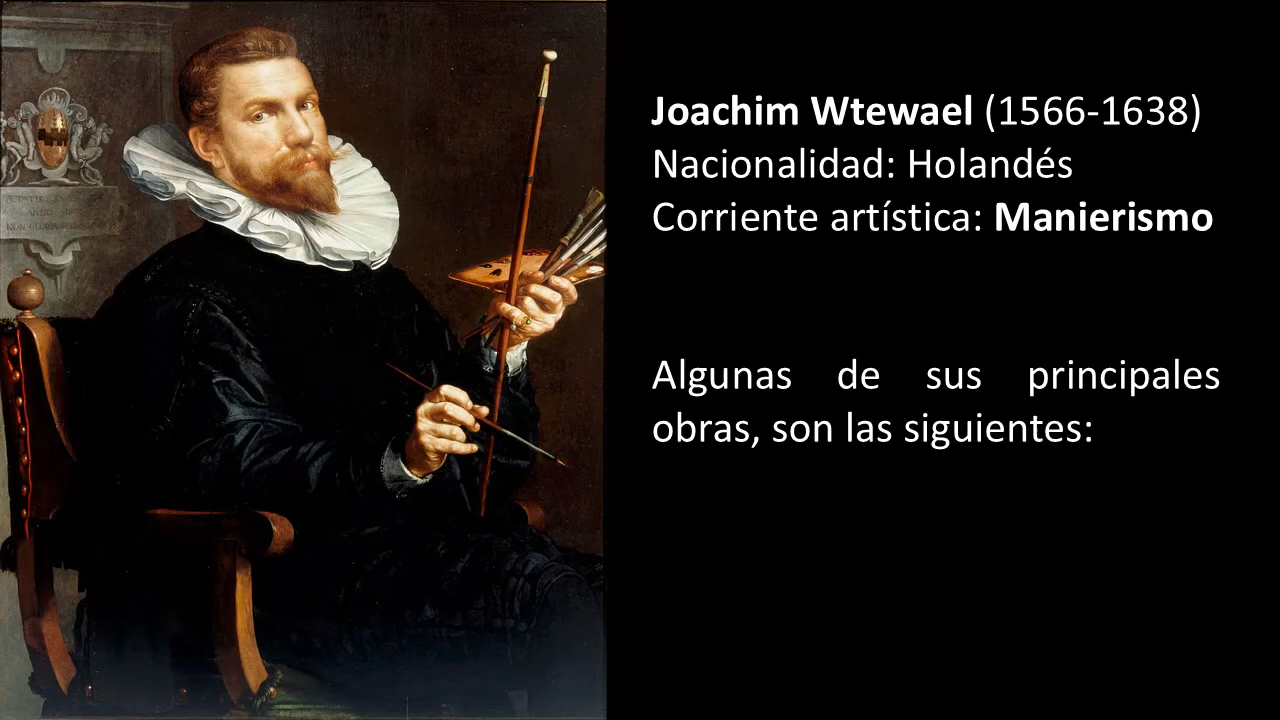 Joachim Wtewael (1566-1638)
Nacionalidad: Holandés
Corriente artística: Manierismo
Algunas de sus principales
obras, son las siguientes: